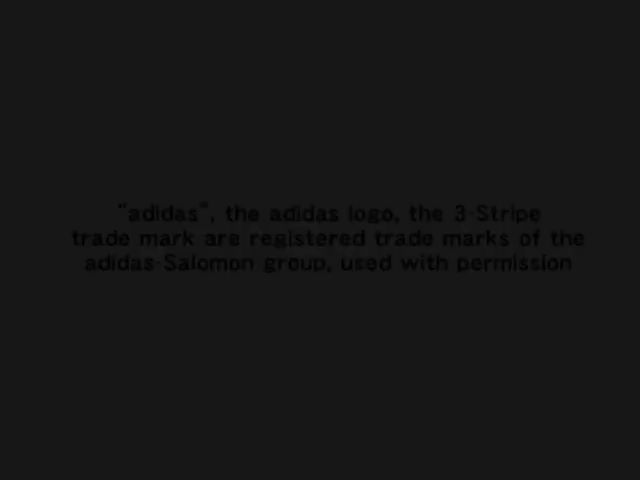 "adidas", the adidas logo, the 3-Stripe
trade mark are registered trade marks of the
adidas-Salomon group, used with permission